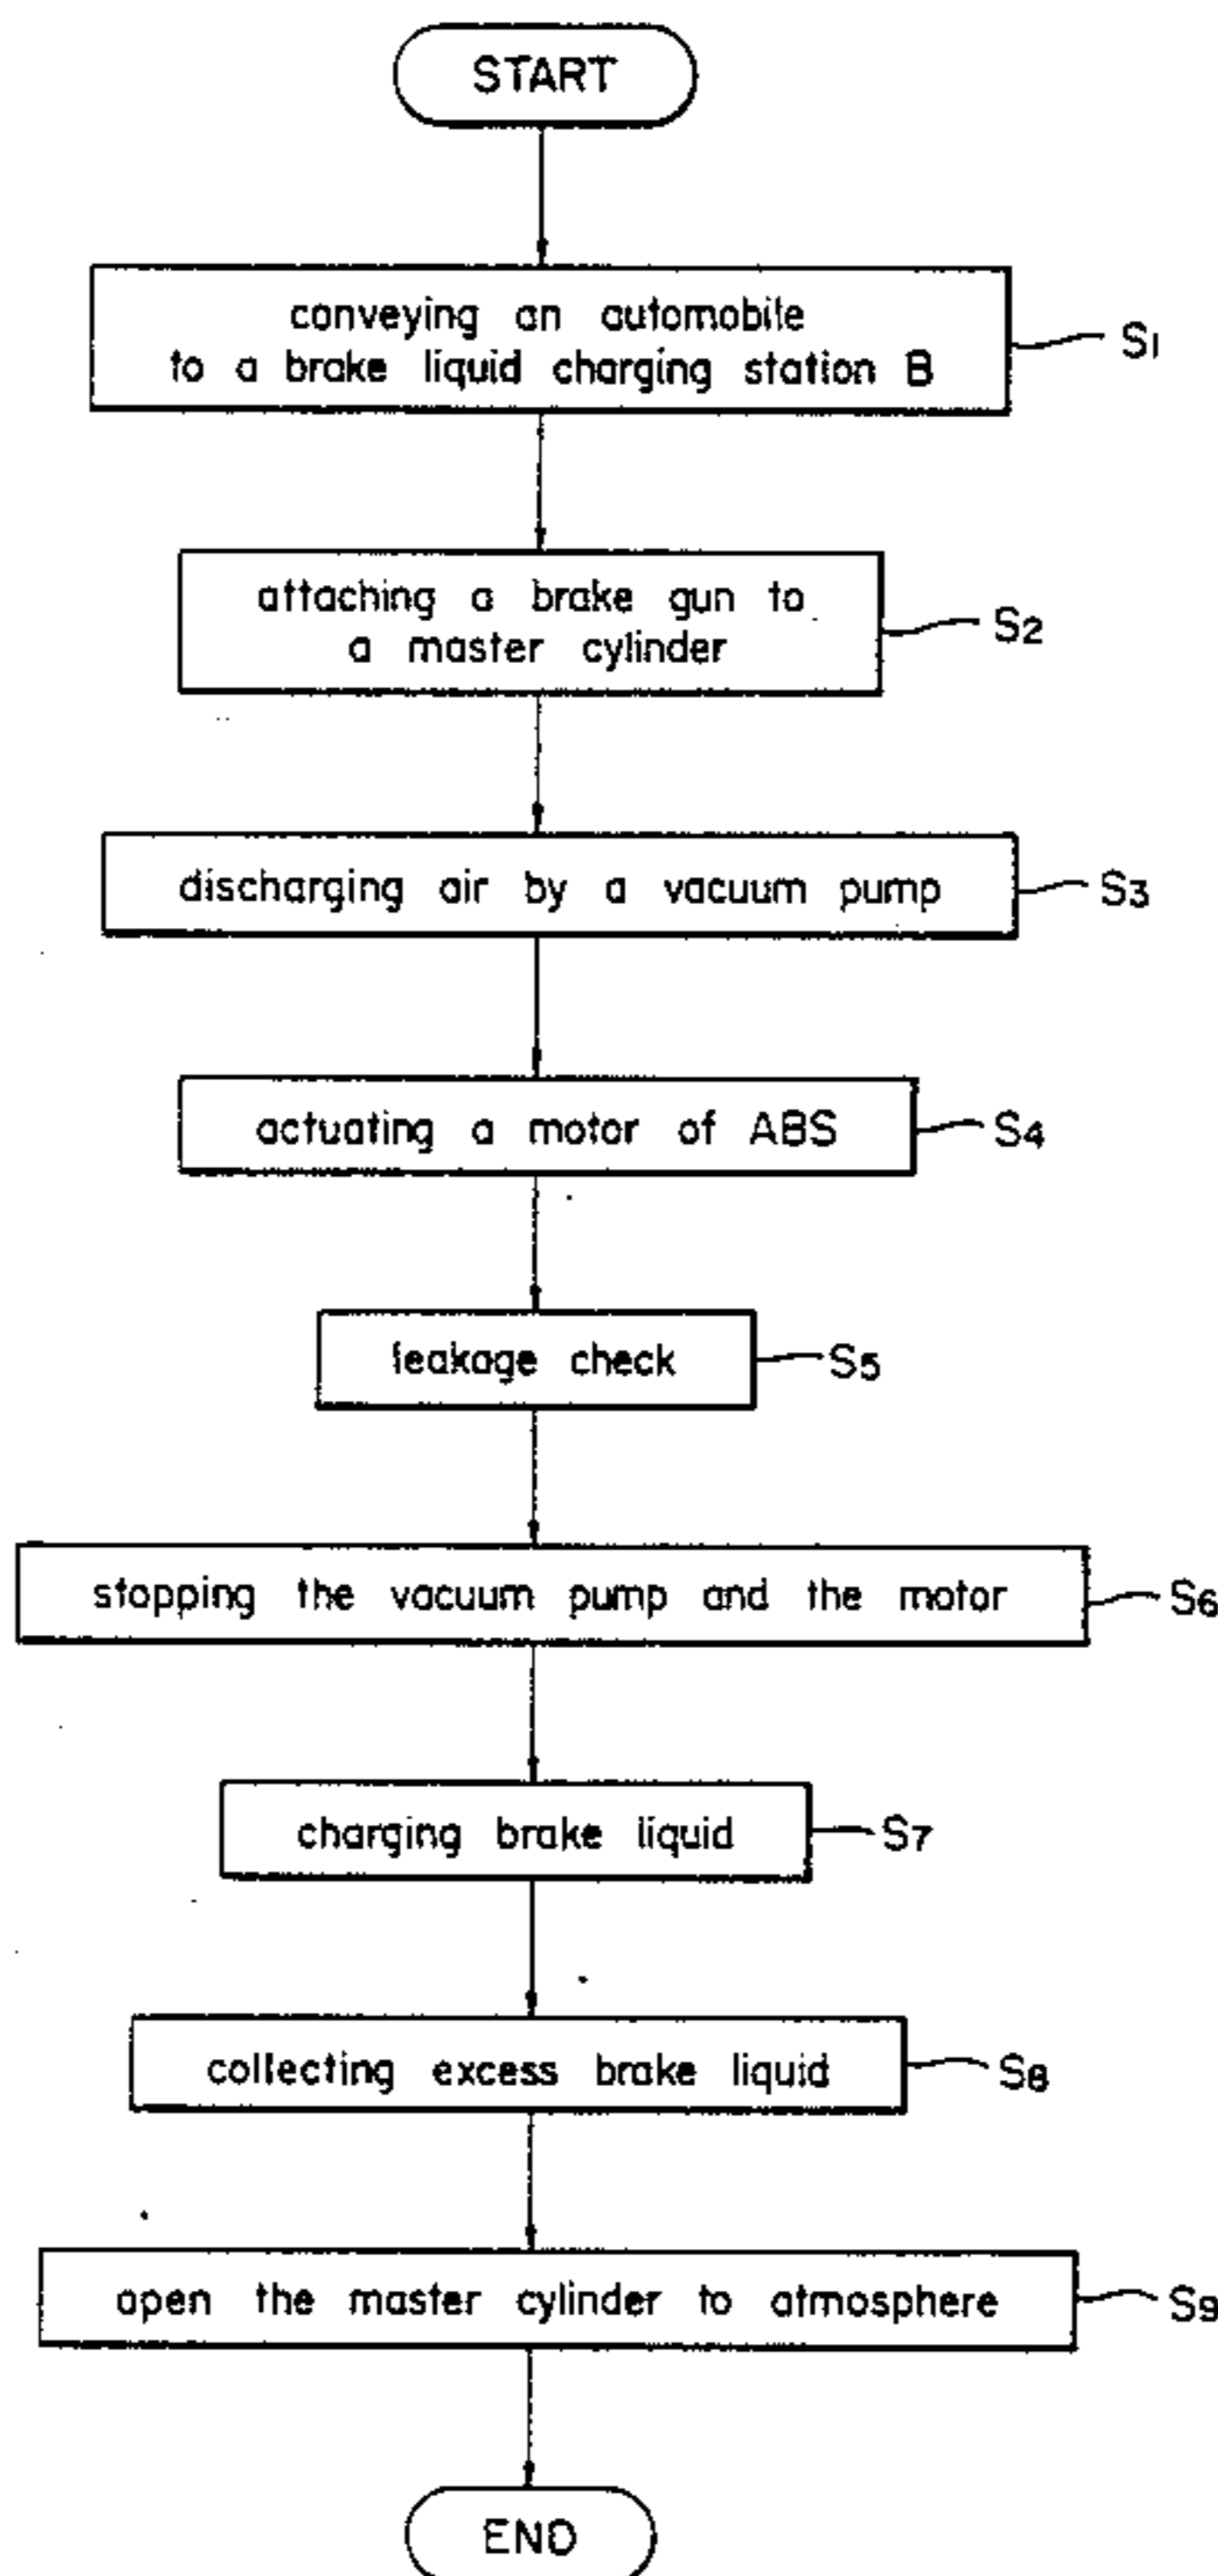 START
conveying an automobile
to a brake liquid charging station B
S1
attaching a brake gun to
a master cylinder
S2
discharging air by a vacuum pump
S3
actuating a motor of ABS
S4
leakage check
S5
stopping the vacuum pump and the motor
S6
charging brake liquid
S7
collecting excess brake liquid
S8
open the master cylinder to atmosphere
S9
END